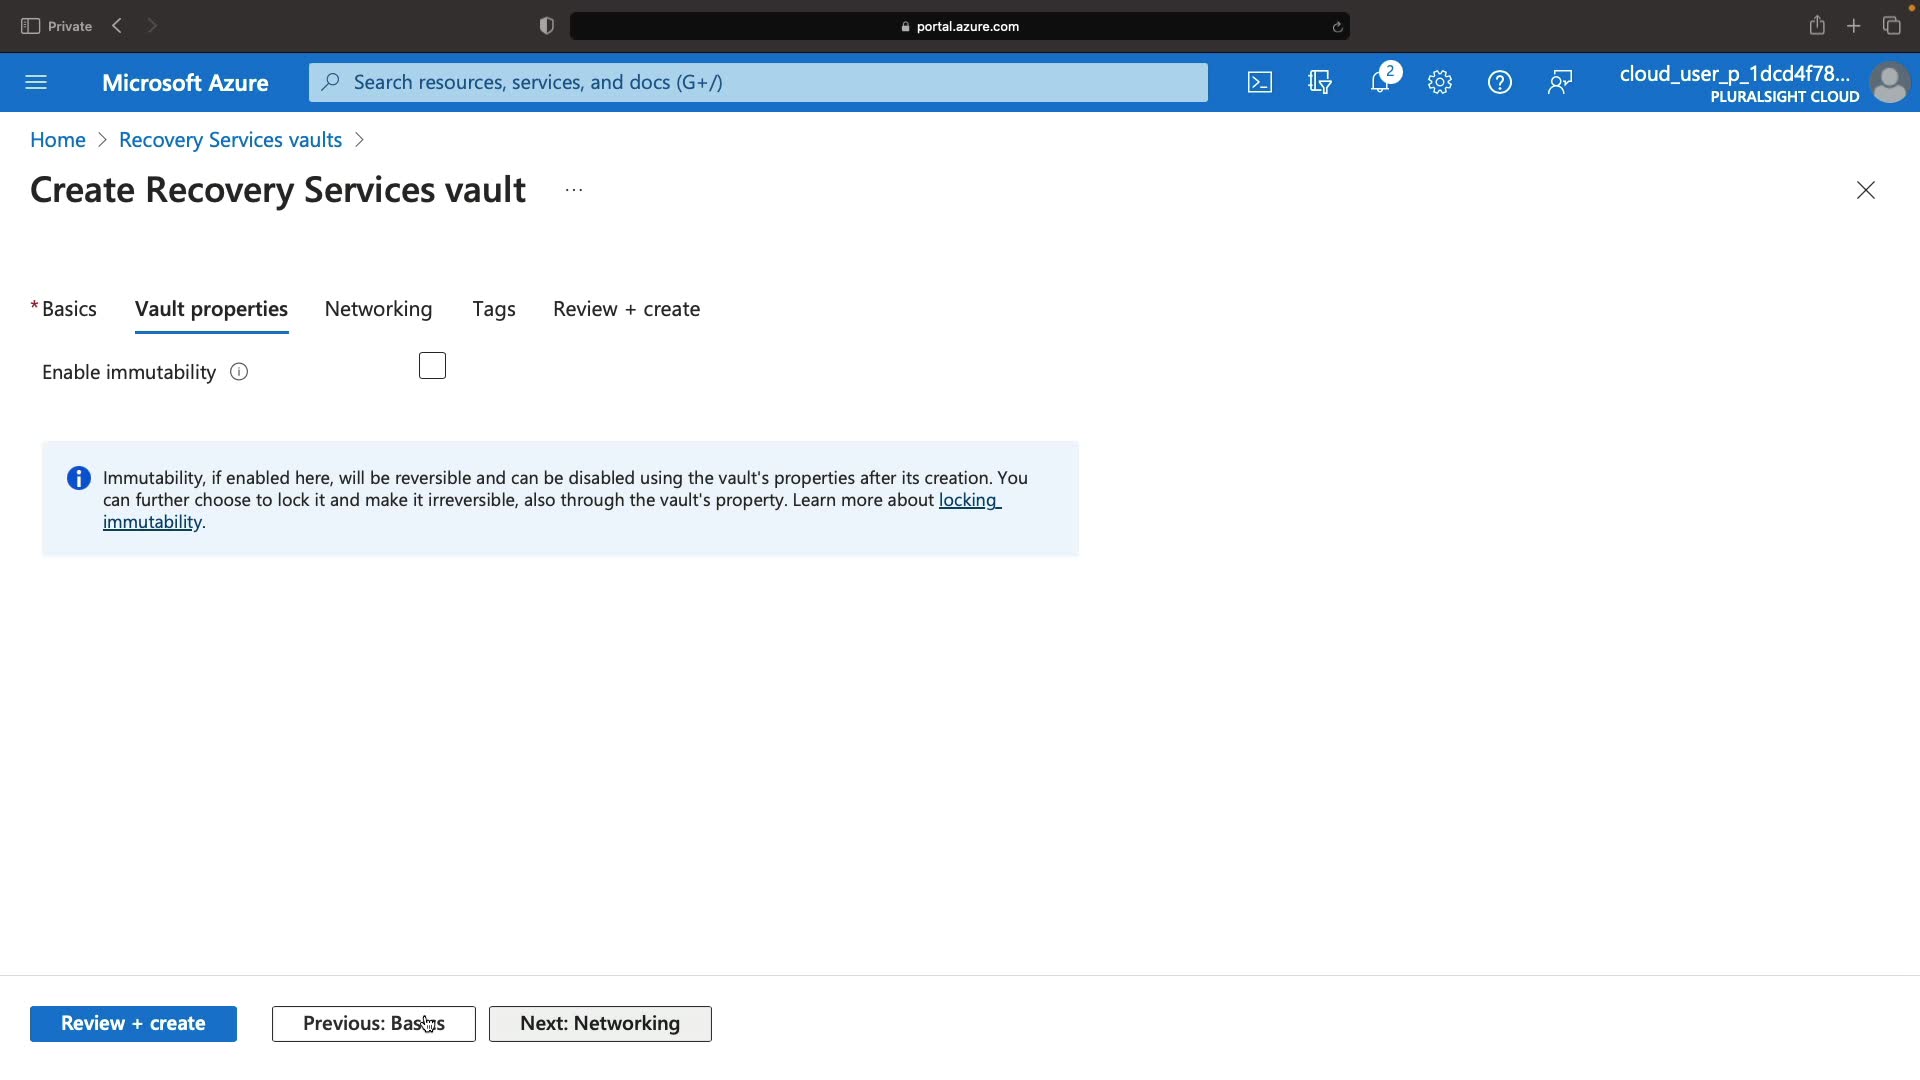 Private
portal.azure.com
Microsoft Azure
Search resources, services, and docs (G+/)
2
cloud_user_p_1dcd4f78...
PLURALSIGHT CLOUD
Home > Recovery Services vaults >
Create Recovery Services vault ...
* Basics Vault properties Networking Tags Review + create
Enable immutability
Immutability, if enabled here, will be reversible and can be disabled using the vault's properties after its creation. You
can further choose to lock it and make it irreversible, also through the vault's property. Learn more about locking
immutability.
Review + create Previous: Basics Next: Networking